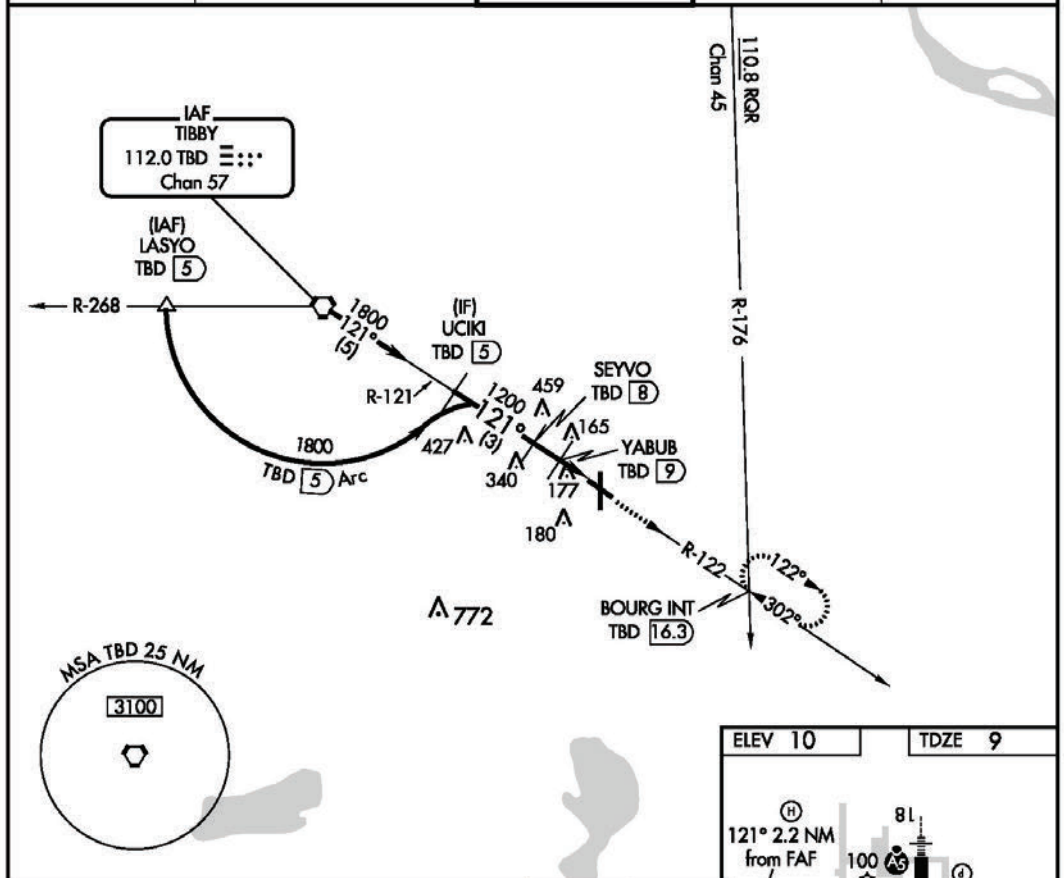 110.8 RQR
Chan 45
IAF
TIBBY
112.0 TBD
Chan 57
(IAF)
LASYO
TBD 5
R-268
1800
121°
(5)
(IF)
UCIKI
TBD 5
R-121
1200
121°
(3)
459
SEYVO
TBD 8
165
427
340
YABUB
TBD 9
177
180
1800
TBD 5 Arc
R-176
R-122
122°
302°
BOURG INT
TBD 16.3
772
MSA TBD 25 NM
3100
ELEV 10
TDZE 9
H
121° 2.2 NM
from FAF
18
100
A5